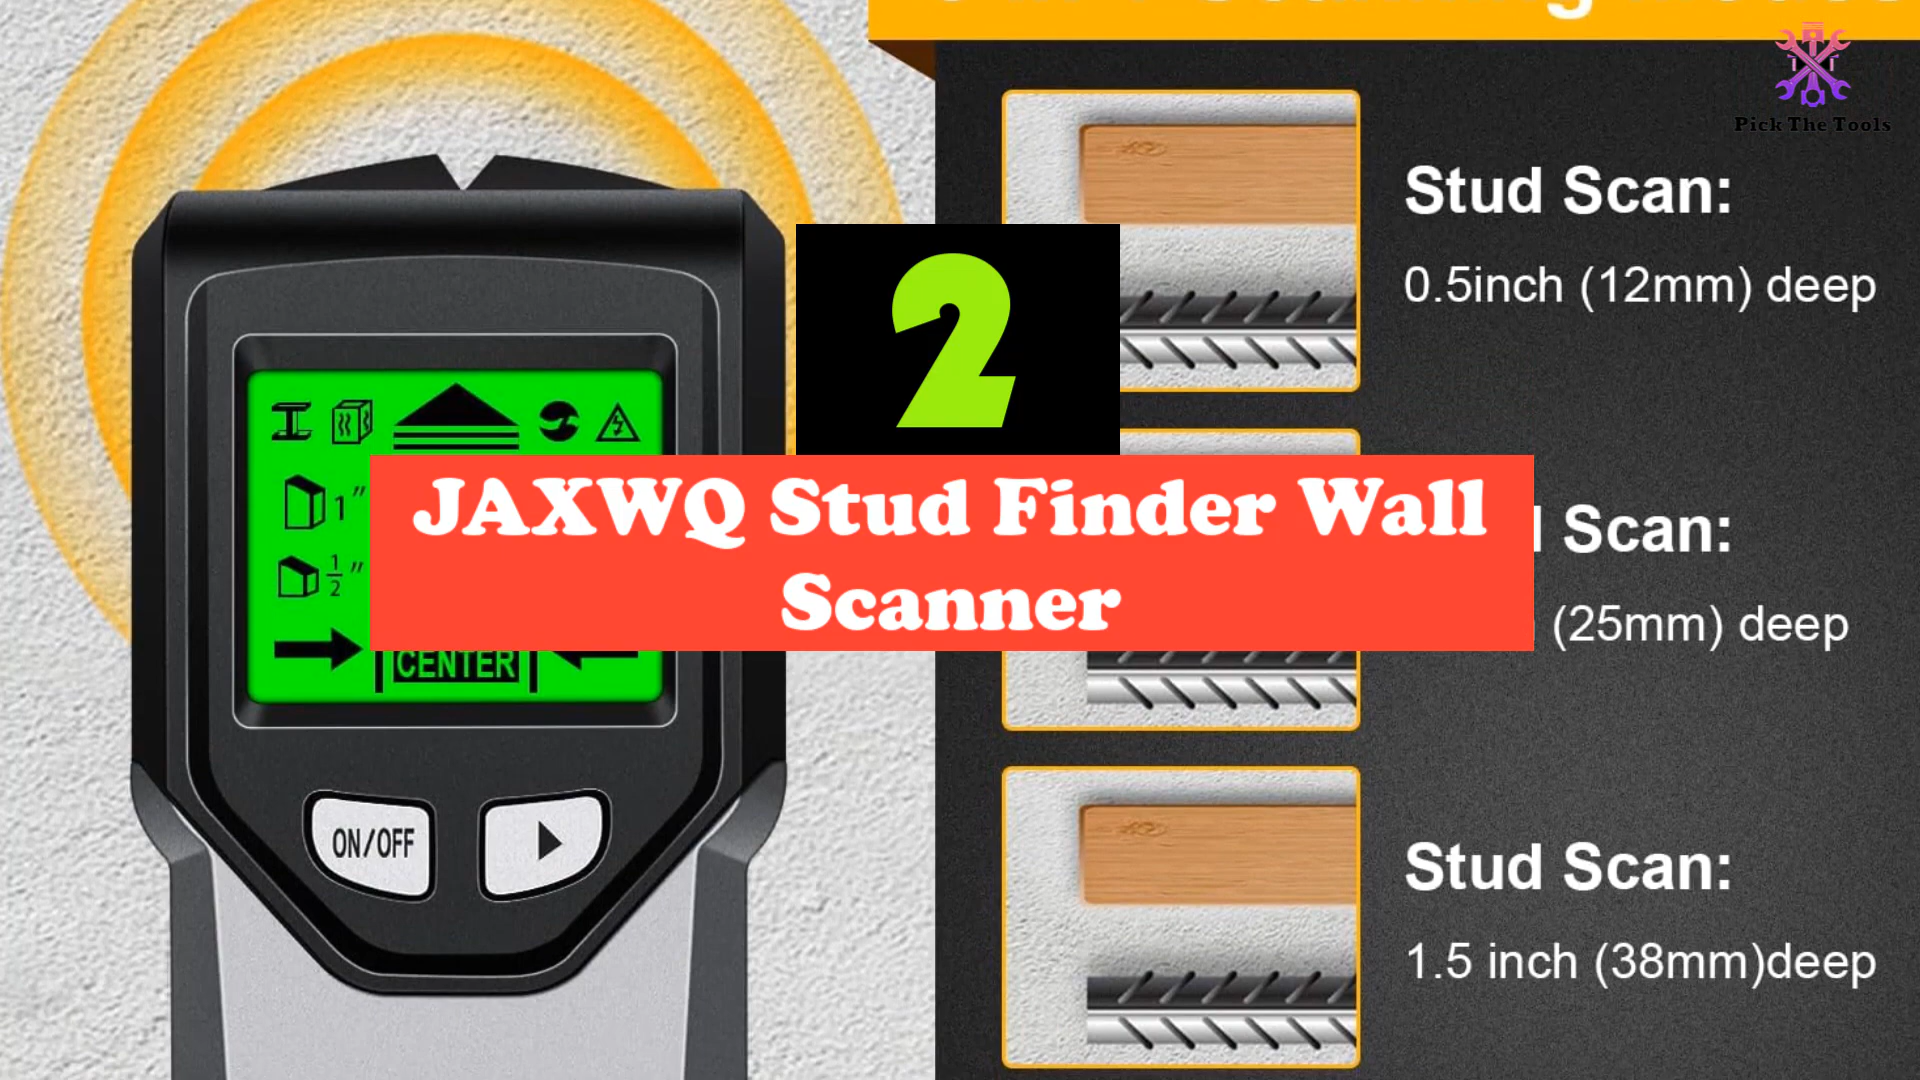 Pick The Tools
Stud Scan:
0.5inch (12mm) deep
2
JAXWQ Stud Finder Wall
Scanner
1"
1/2"
CENTER
ON/OFF
Scan:
(25mm) deep
Stud Scan:
1.5 inch (38mm)deep